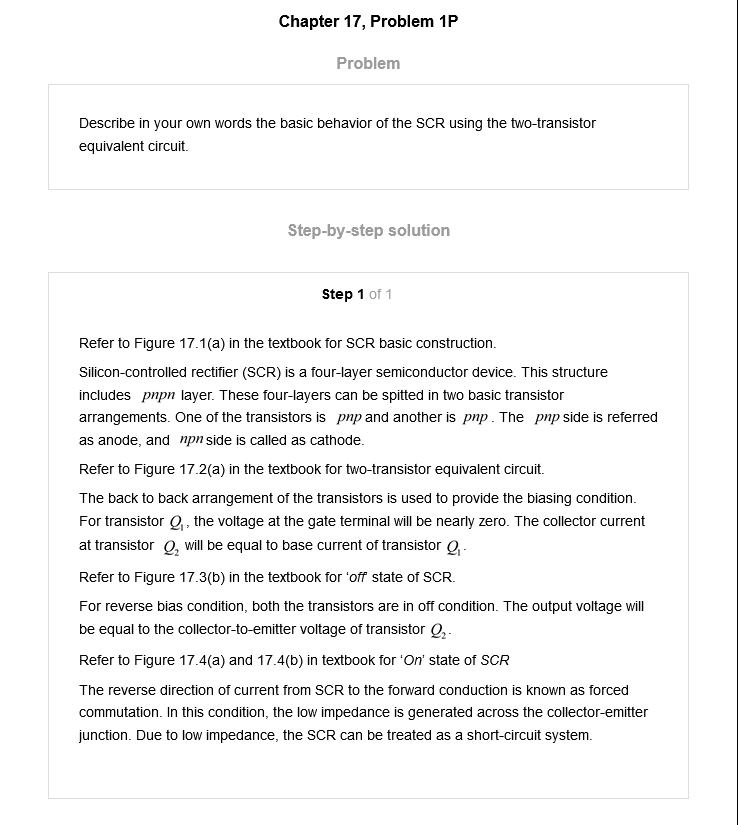 Chapter 17, Problem 1P
Problem
Describe in your own words the basic behavior of the SCR using the two-transistor
equivalent circuit.
Step-by-step solution
Step 1 of 1
Refer to Figure 17.1(a) in the textbook for SCR basic construction.
Silicon-controlled rectifier (SCR) is a four-layer semiconductor device. This structure
includes pnpn layer. These four-layers can be spitted in two basic transistor
arrangements. One of the transistors is pnp and another is pnp. The pnp side is referred
as anode, and npn side is called as cathode.
Refer to Figure 17.2(a) in the textbook for two-transistor equivalent circuit.
The back to back arrangement of the transistors is used to provide the biasing condition.
For transistor Q₁, the voltage at the gate terminal will be nearly zero. The collector current
at transistor Q₂ will be equal to base current of transistor Q₁.
Refer to Figure 17.3(b) in the textbook for ‘off’ state of SCR.
For reverse bias condition, both the transistors are in off condition. The output voltage will
be equal to the collector-to-emitter voltage of transistor Q₂.
Refer to Figure 17.4(a) and 17.4(b) in textbook for ‘On’ state of SCR
The reverse direction of current from SCR to the forward conduction is known as forced
commutation. In this condition, the low impedance is generated across the collector-emitter
junction. Due to low impedance, the SCR can be treated as a short-circuit system.